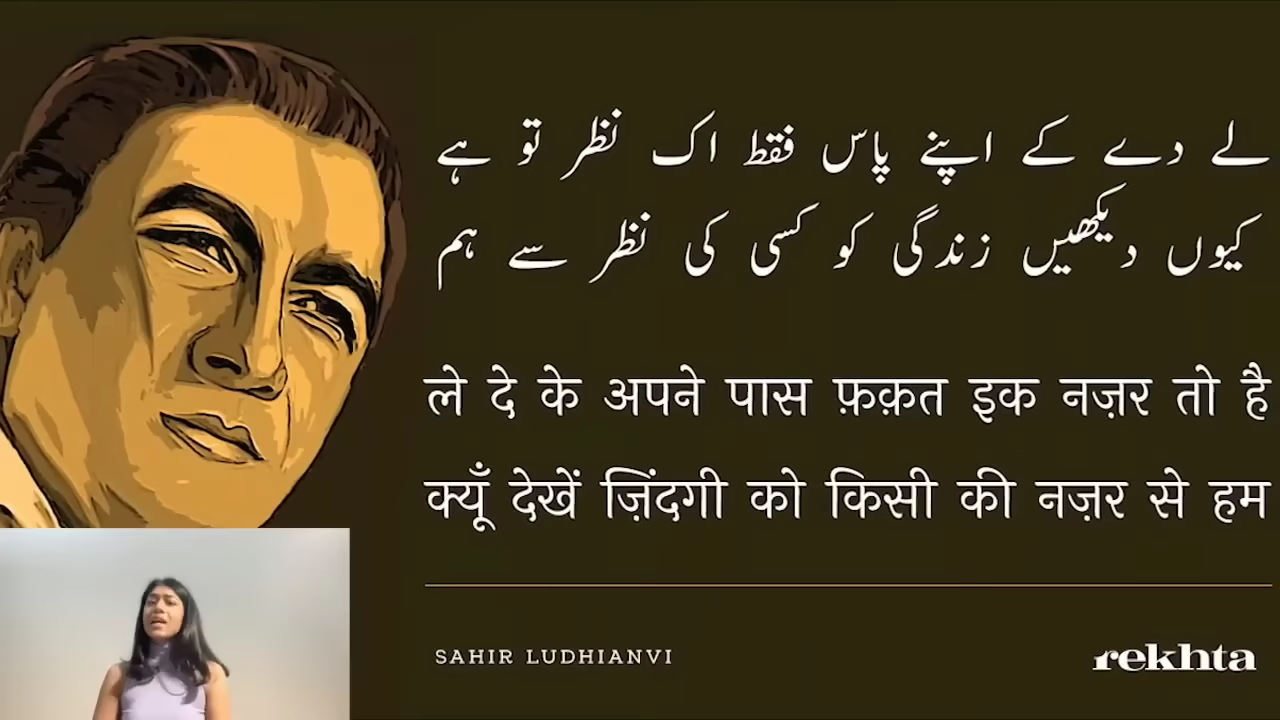 لے دے کے اپنے پاس فقط اک نظر تو ہے
کیوں دیکھیں زندگی کو کسی کی نظر سے ہم
ले दे के अपने पास फ़क़त इक नज़र तो है
क्यूँ देखें ज़िंदगी को किसी की नज़र से हम
SAHIR LUDHIANVI
rekhta